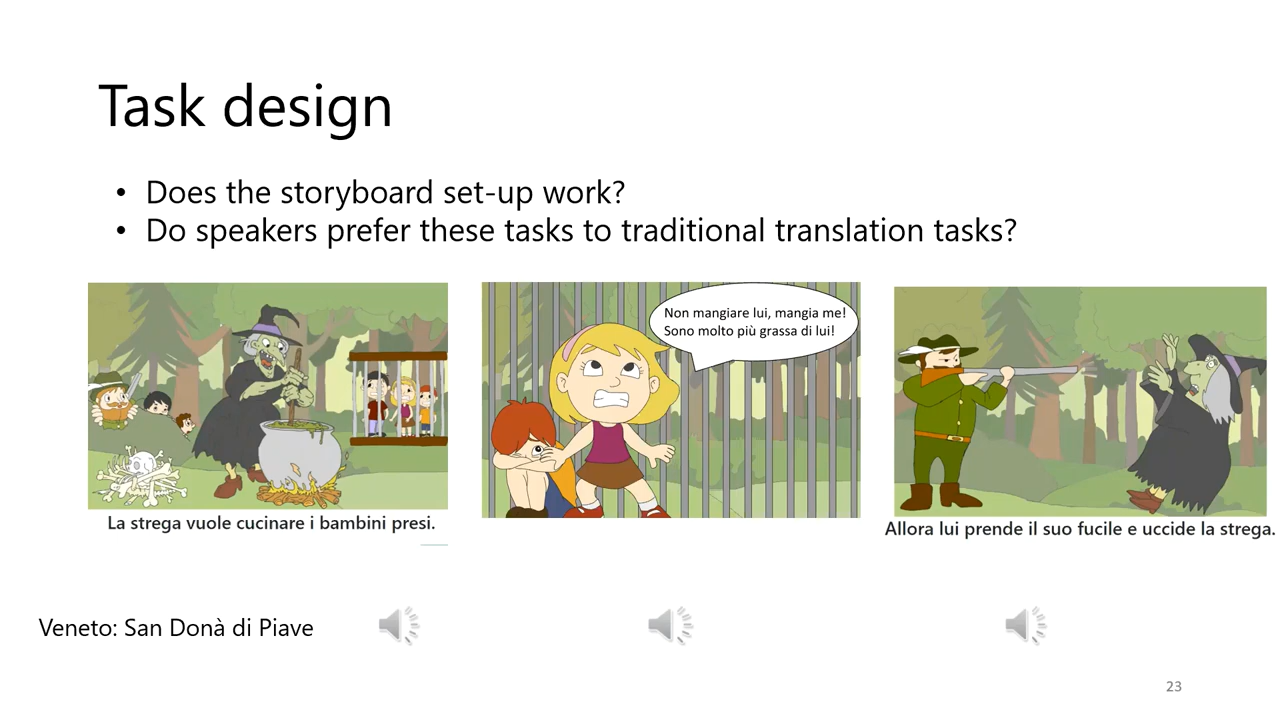 Task design
• Does the storyboard set-up work?
• Do speakers prefer these tasks to traditional translation tasks?
Non mangiare lui, mangia me!
Sono molto più grassa di lui!
La strega vuole cucinare i bambini presi.
Allora lui prende il suo fucile e uccide la strega.
Veneto: San Donà di Piave
23